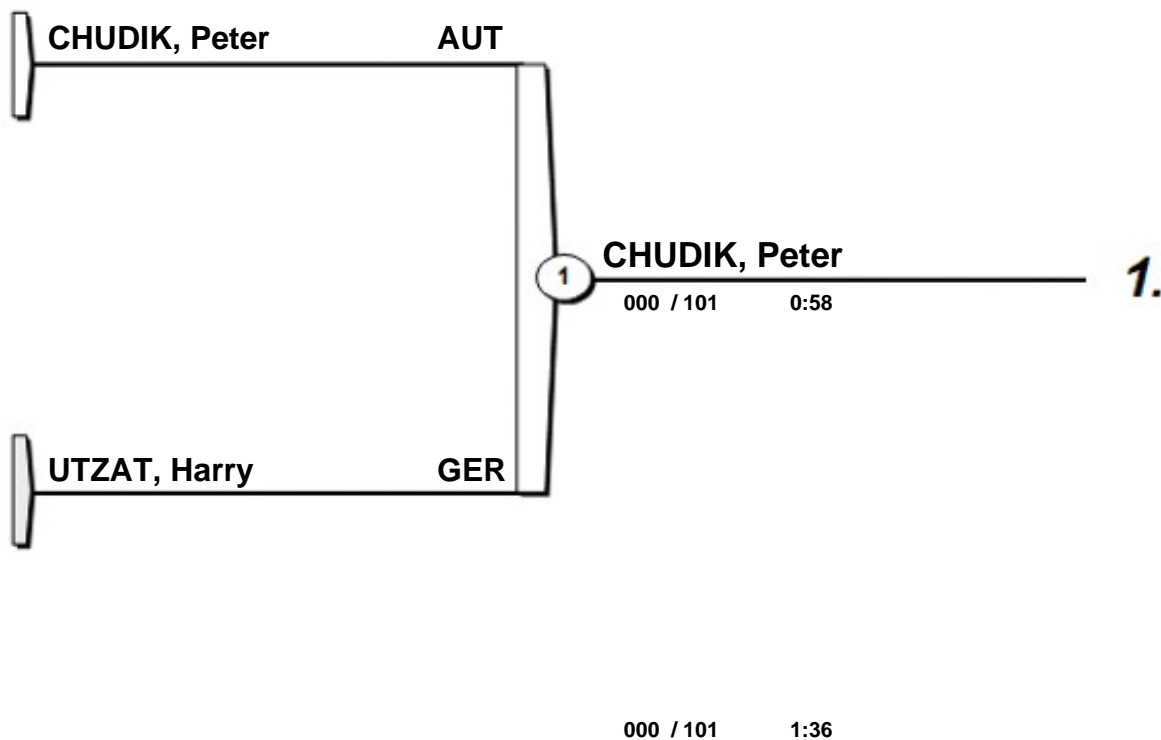 CHUDIK, Peter AUT
CHUDIK, Peter
1
1.
000 / 101 0:58
UTZAT, Harry GER
000 / 101 1:36